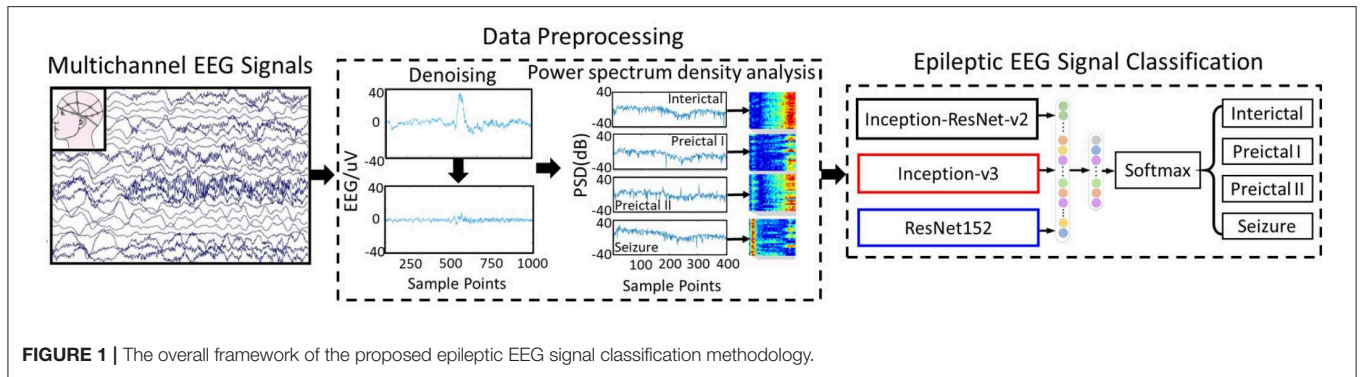 Multichannel EEG Signals
Data Preprocessing
Denoising
EEG/uV
40
0
-40
40
0
-40
250 500 750 1000
Sample Points
Power spectrum density analysis
PSD(dB)
40
Interictal
-40
40
Preictal I
-40
40
Preictal II
-40
40
Seizure
-40
100 200 300 400
Sample Points
Epileptic EEG Signal Classification
Inception-ResNet-v2
Inception-v3
ResNet152
Softmax
Interictal
Preictal I
Preictal II
Seizure
FIGURE 1 | The overall framework of the proposed epileptic EEG signal classification methodology.